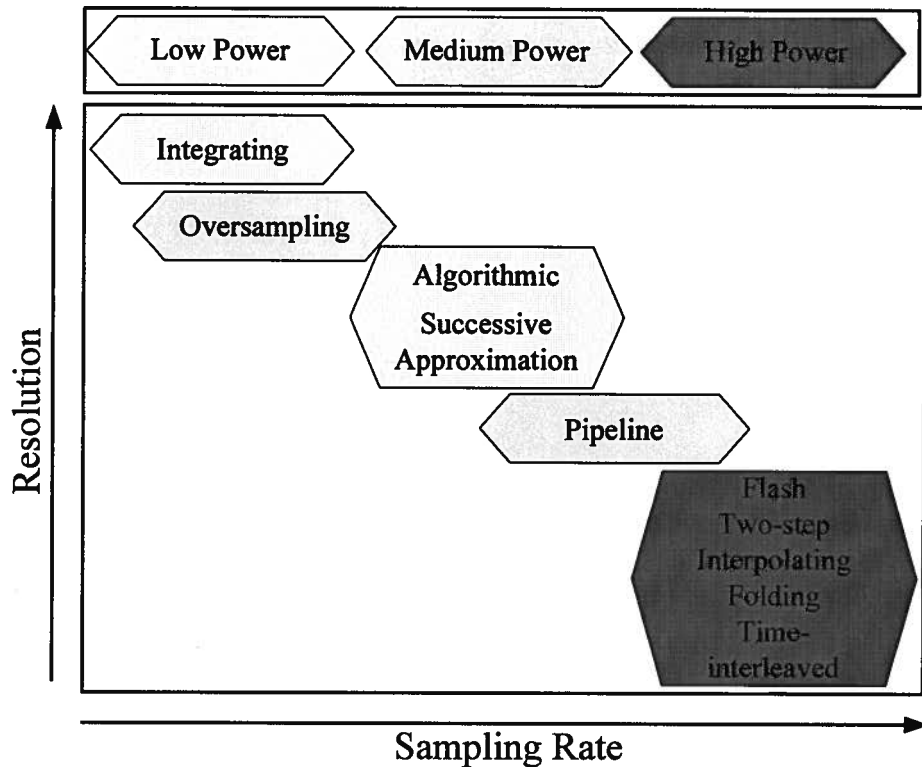 Low Power
Medium Power
High Power
Integrating
Oversampling
Algorithmic
Successive
Approximation
Pipeline
Flash
Two-step
Interpolating
Folding
Time-
interleaved
Resolution
Sampling Rate